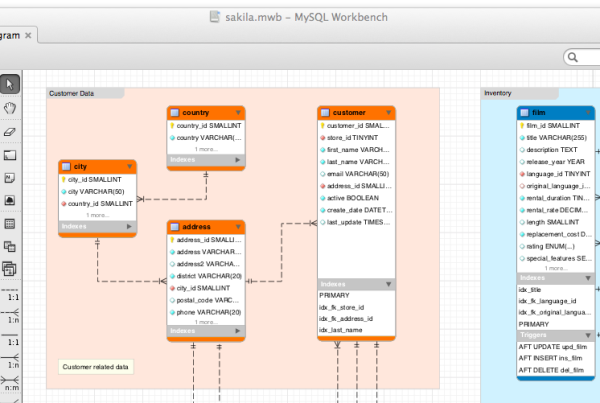 sakila.mwb – MySQL Workbench
gram ×
Customer Data
country
country_id SMALLINT
country VARCHAR(...
1 more...
Indexes
city
city_id SMALLINT
city VARCHAR(50)
country_id SMALLINT
1 more...
Indexes
address
address_id SMALLI...
address VARCHAR...
address2 VARCHA...
district VARCHAR(20)
city_id SMALLINT
postal_code VARC...
phone VARCHAR(20)
1 more...
Indexes
customer
customer_id SMAL...
store_id TINYINT
first_name VARCH...
last_name VARCH...
email VARCHAR(50)
address_id SMALLI...
active BOOLEAN
create_date DATET...
last_update TIMES...
Indexes
PRIMARY
idx_fk_store_id
idx_fk_address_id
idx_last_name
Customer related data
Inventory
film
film_id SMALLINT
title VARCHAR(255)
description TEXT
release_year YEAR
language_id TINYINT
original_language_i...
rental_duration TIN...
rental_rate DECIM...
length SMALLINT
replacement_cost D...
rating ENUM(...)
special_features SE...
1 more...
Indexes
idx_title
idx_fk_language_id
idx_fk_original_langua...
PRIMARY
Triggers
AFT UPDATE upd_film
AFT INSERT ins_film
AFT DELETE del_film
1:1
1:n
1:1
1:n
n:m